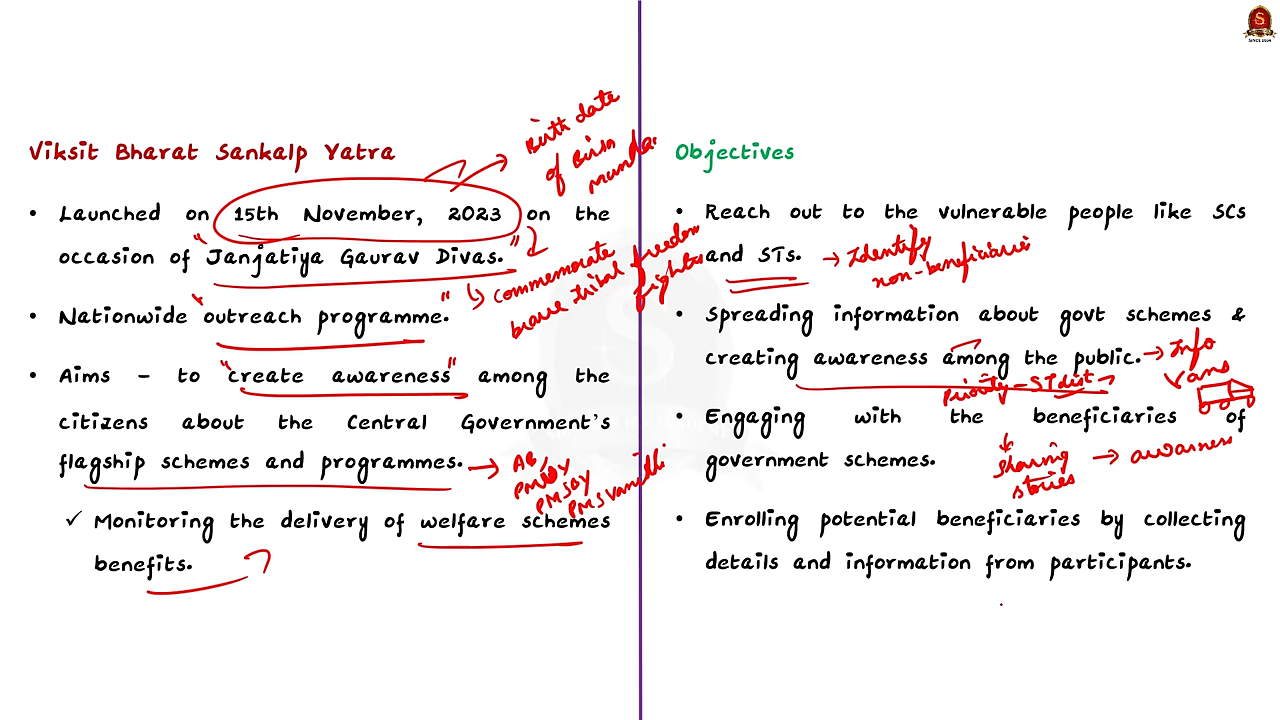 Viksit Bharat Sankalp Yatra
• Launched on 15th November, 2023 on the
occasion of "Janjatiya Gaurav Divas."
• Nationwide "outreach programme."
• Aims - to "create awareness" among the
citizens about the Central Government's
flagship schemes and programmes.
✓ Monitoring the delivery of welfare schemes
benefits.
Birth date
of Birsa
Munda.
commemorate
brave tribal freedom
fighters
PMJJBY
PMSBY
PMSVanidhi
Objectives
• Reach out to the vulnerable people like SCs
and STs. → Identify
non-beneficiaries
• Spreading information about govt schemes &
creating awareness among the public. → Info
Vans
Priority - ST dist
• Engaging with the beneficiaries of
government schemes.
Sharing
stories
→ awarness
• Enrolling potential beneficiaries by collecting
details and information from participants.
S
SINCE 2004